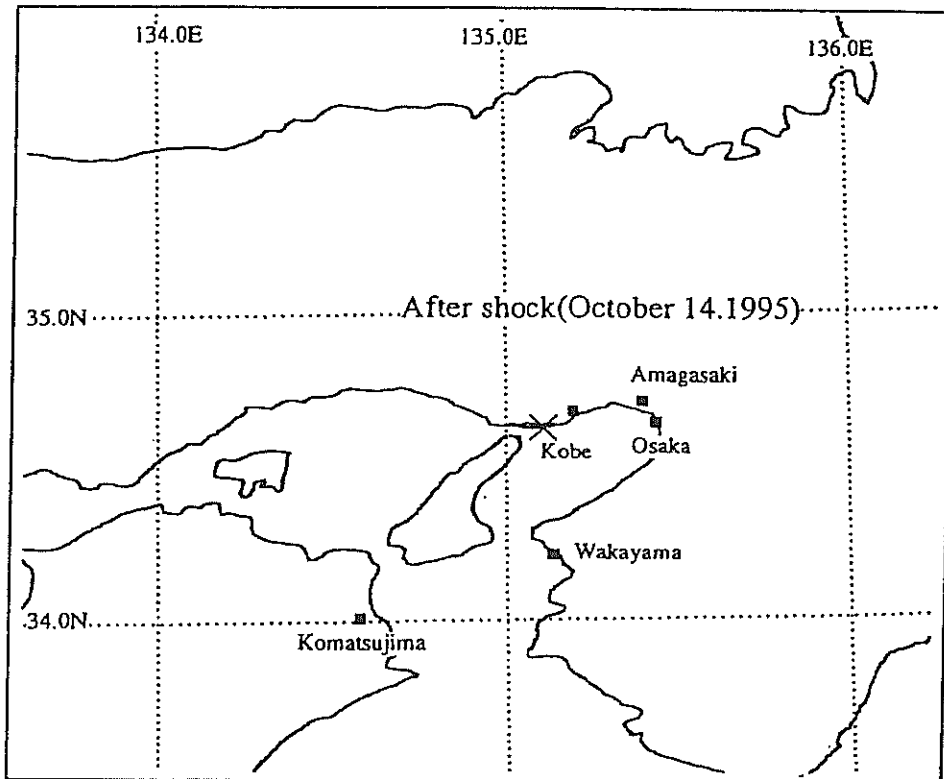 134.0E
135.0E
136.0E
35.0N
After shock(October 14.1995)
Amagasaki
Kobe
Osaka
Wakayama
34.0N
Komatsujima